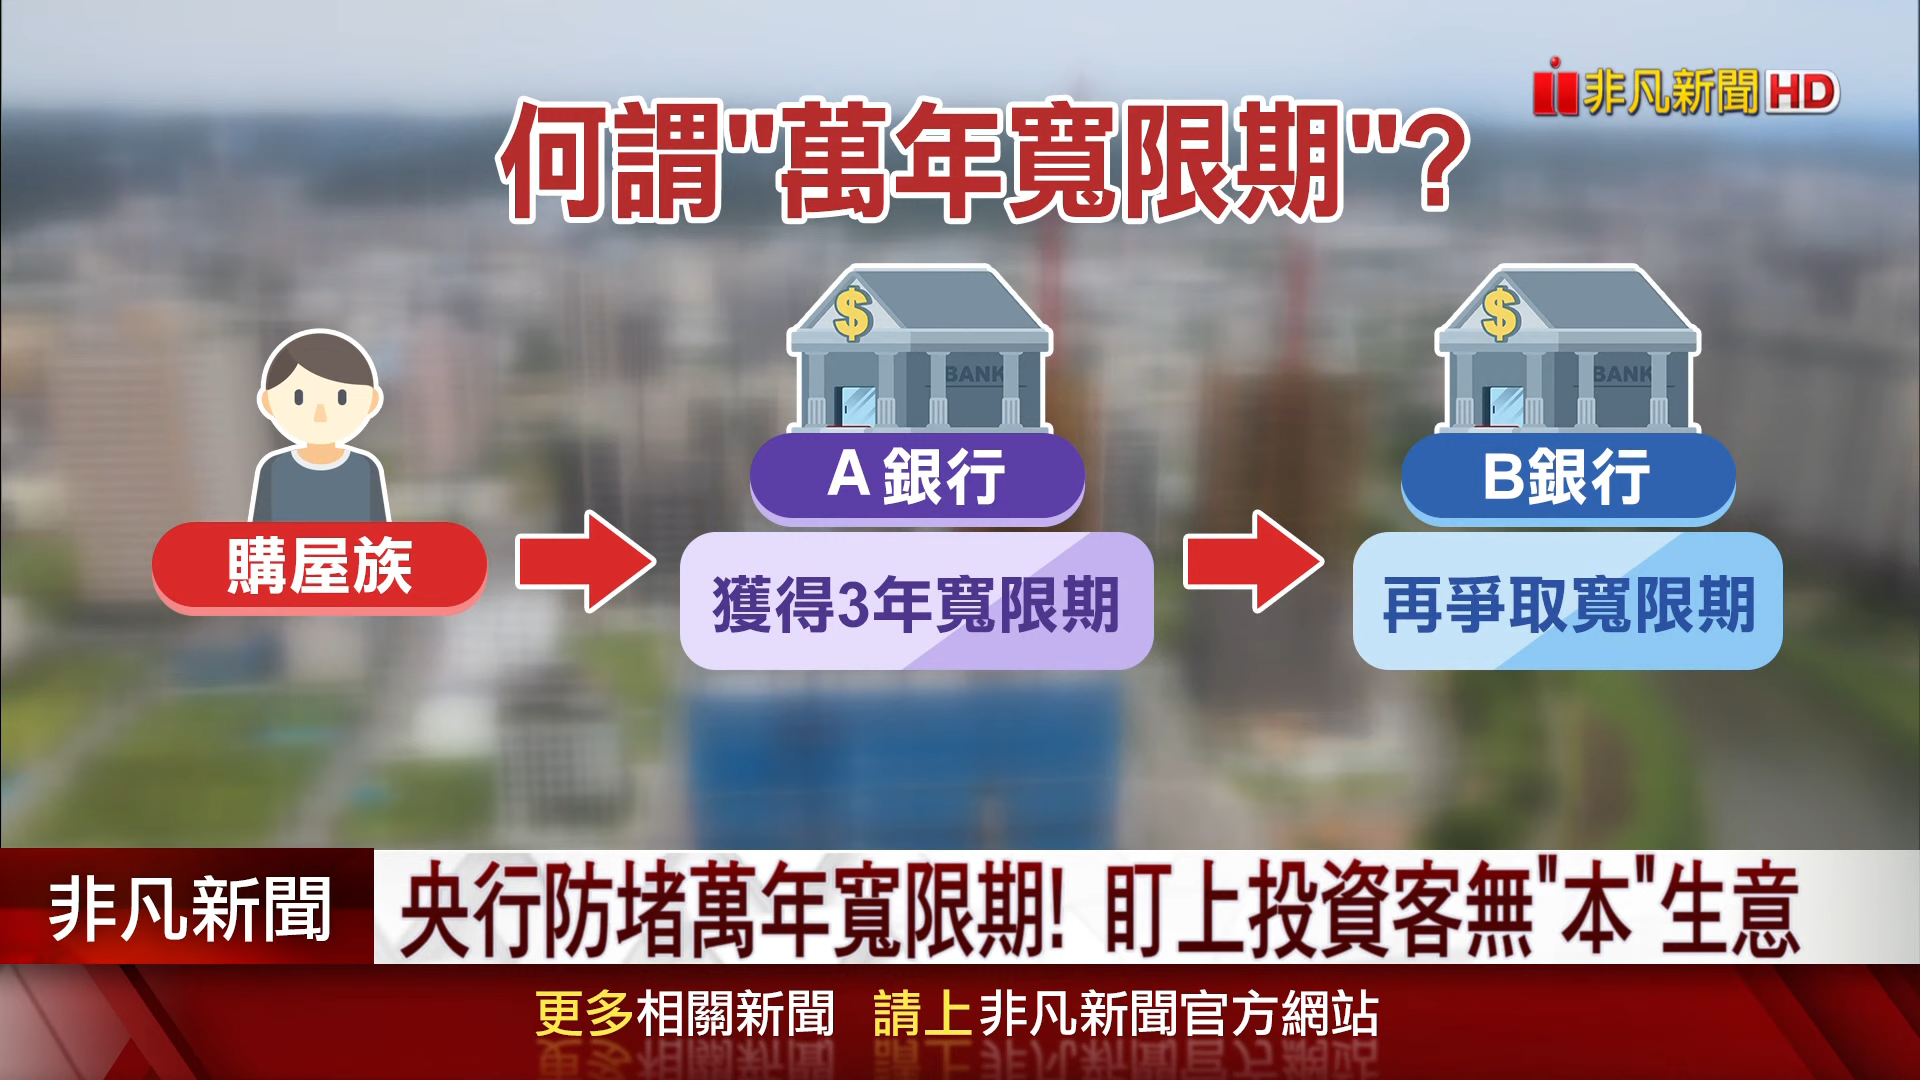 非凡新聞HD
何謂"萬年寬限期"?
BANK
BANK
A 銀行
B銀行
購屋族
獲得3年寬限期
再爭取寬限期
非凡新聞
央行防堵萬年寬限期! 盯上投資客無"本"生意
更多相關新聞 請上非凡新聞官方網站